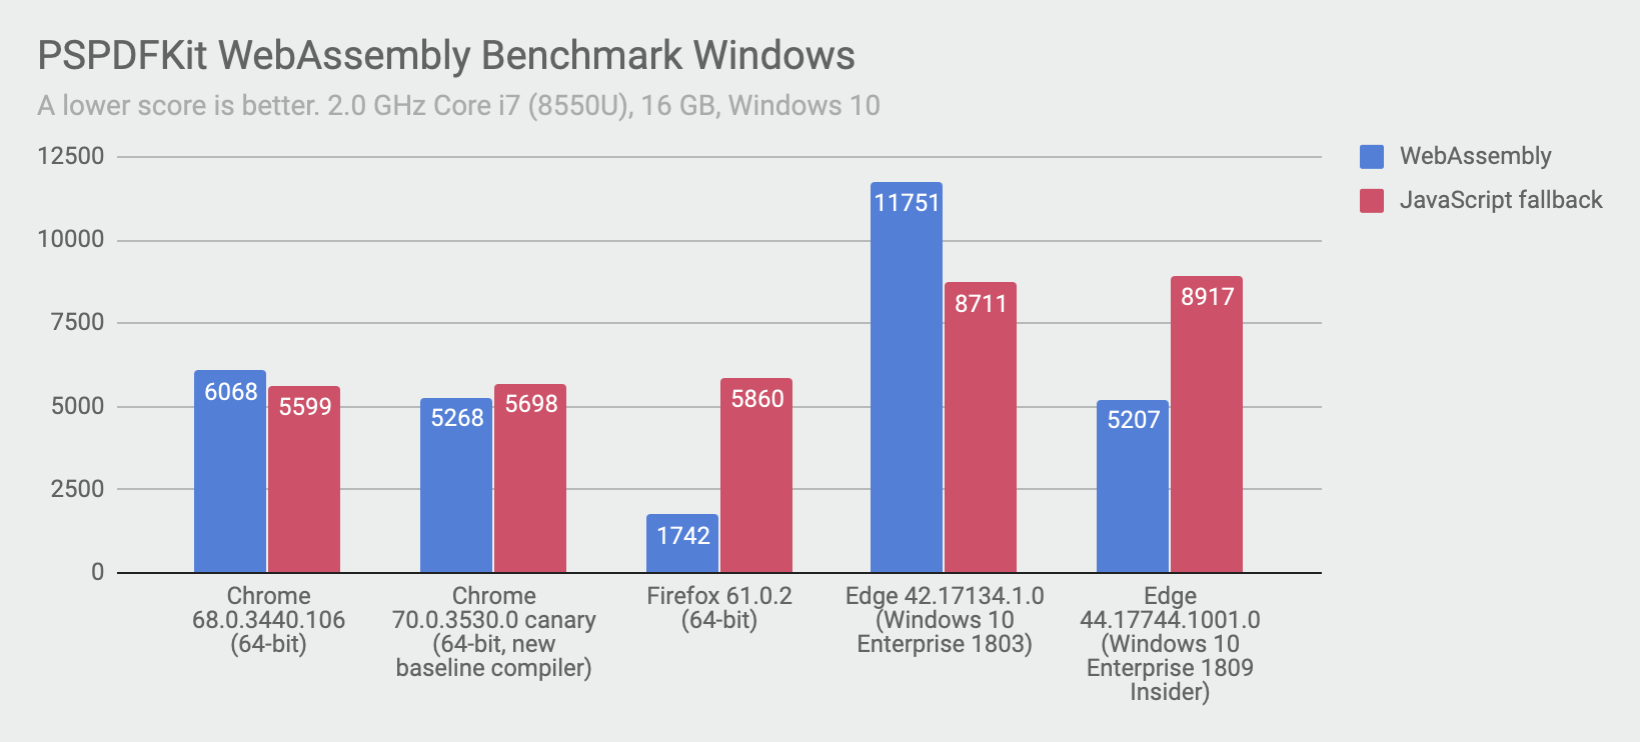 PSPDFKit WebAssembly Benchmark Windows
A lower score is better. 2.0 GHz Core i7 (8550U), 16 GB, Windows 10
12500
10000
7500
5000
2500
0
WebAssembly
JavaScript fallback
6068
5599
5268
5698
1742
5860
11751
8711
5207
8917
Chrome
68.0.3440.106
(64-bit)
Chrome
70.0.3530.0 canary
(64-bit, new
baseline compiler)
Firefox 61.0.2
(64-bit)
Edge 42.17134.1.0
(Windows 10
Enterprise 1803)
Edge
44.17744.1001.0
(Windows 10
Enterprise 1809
Insider)